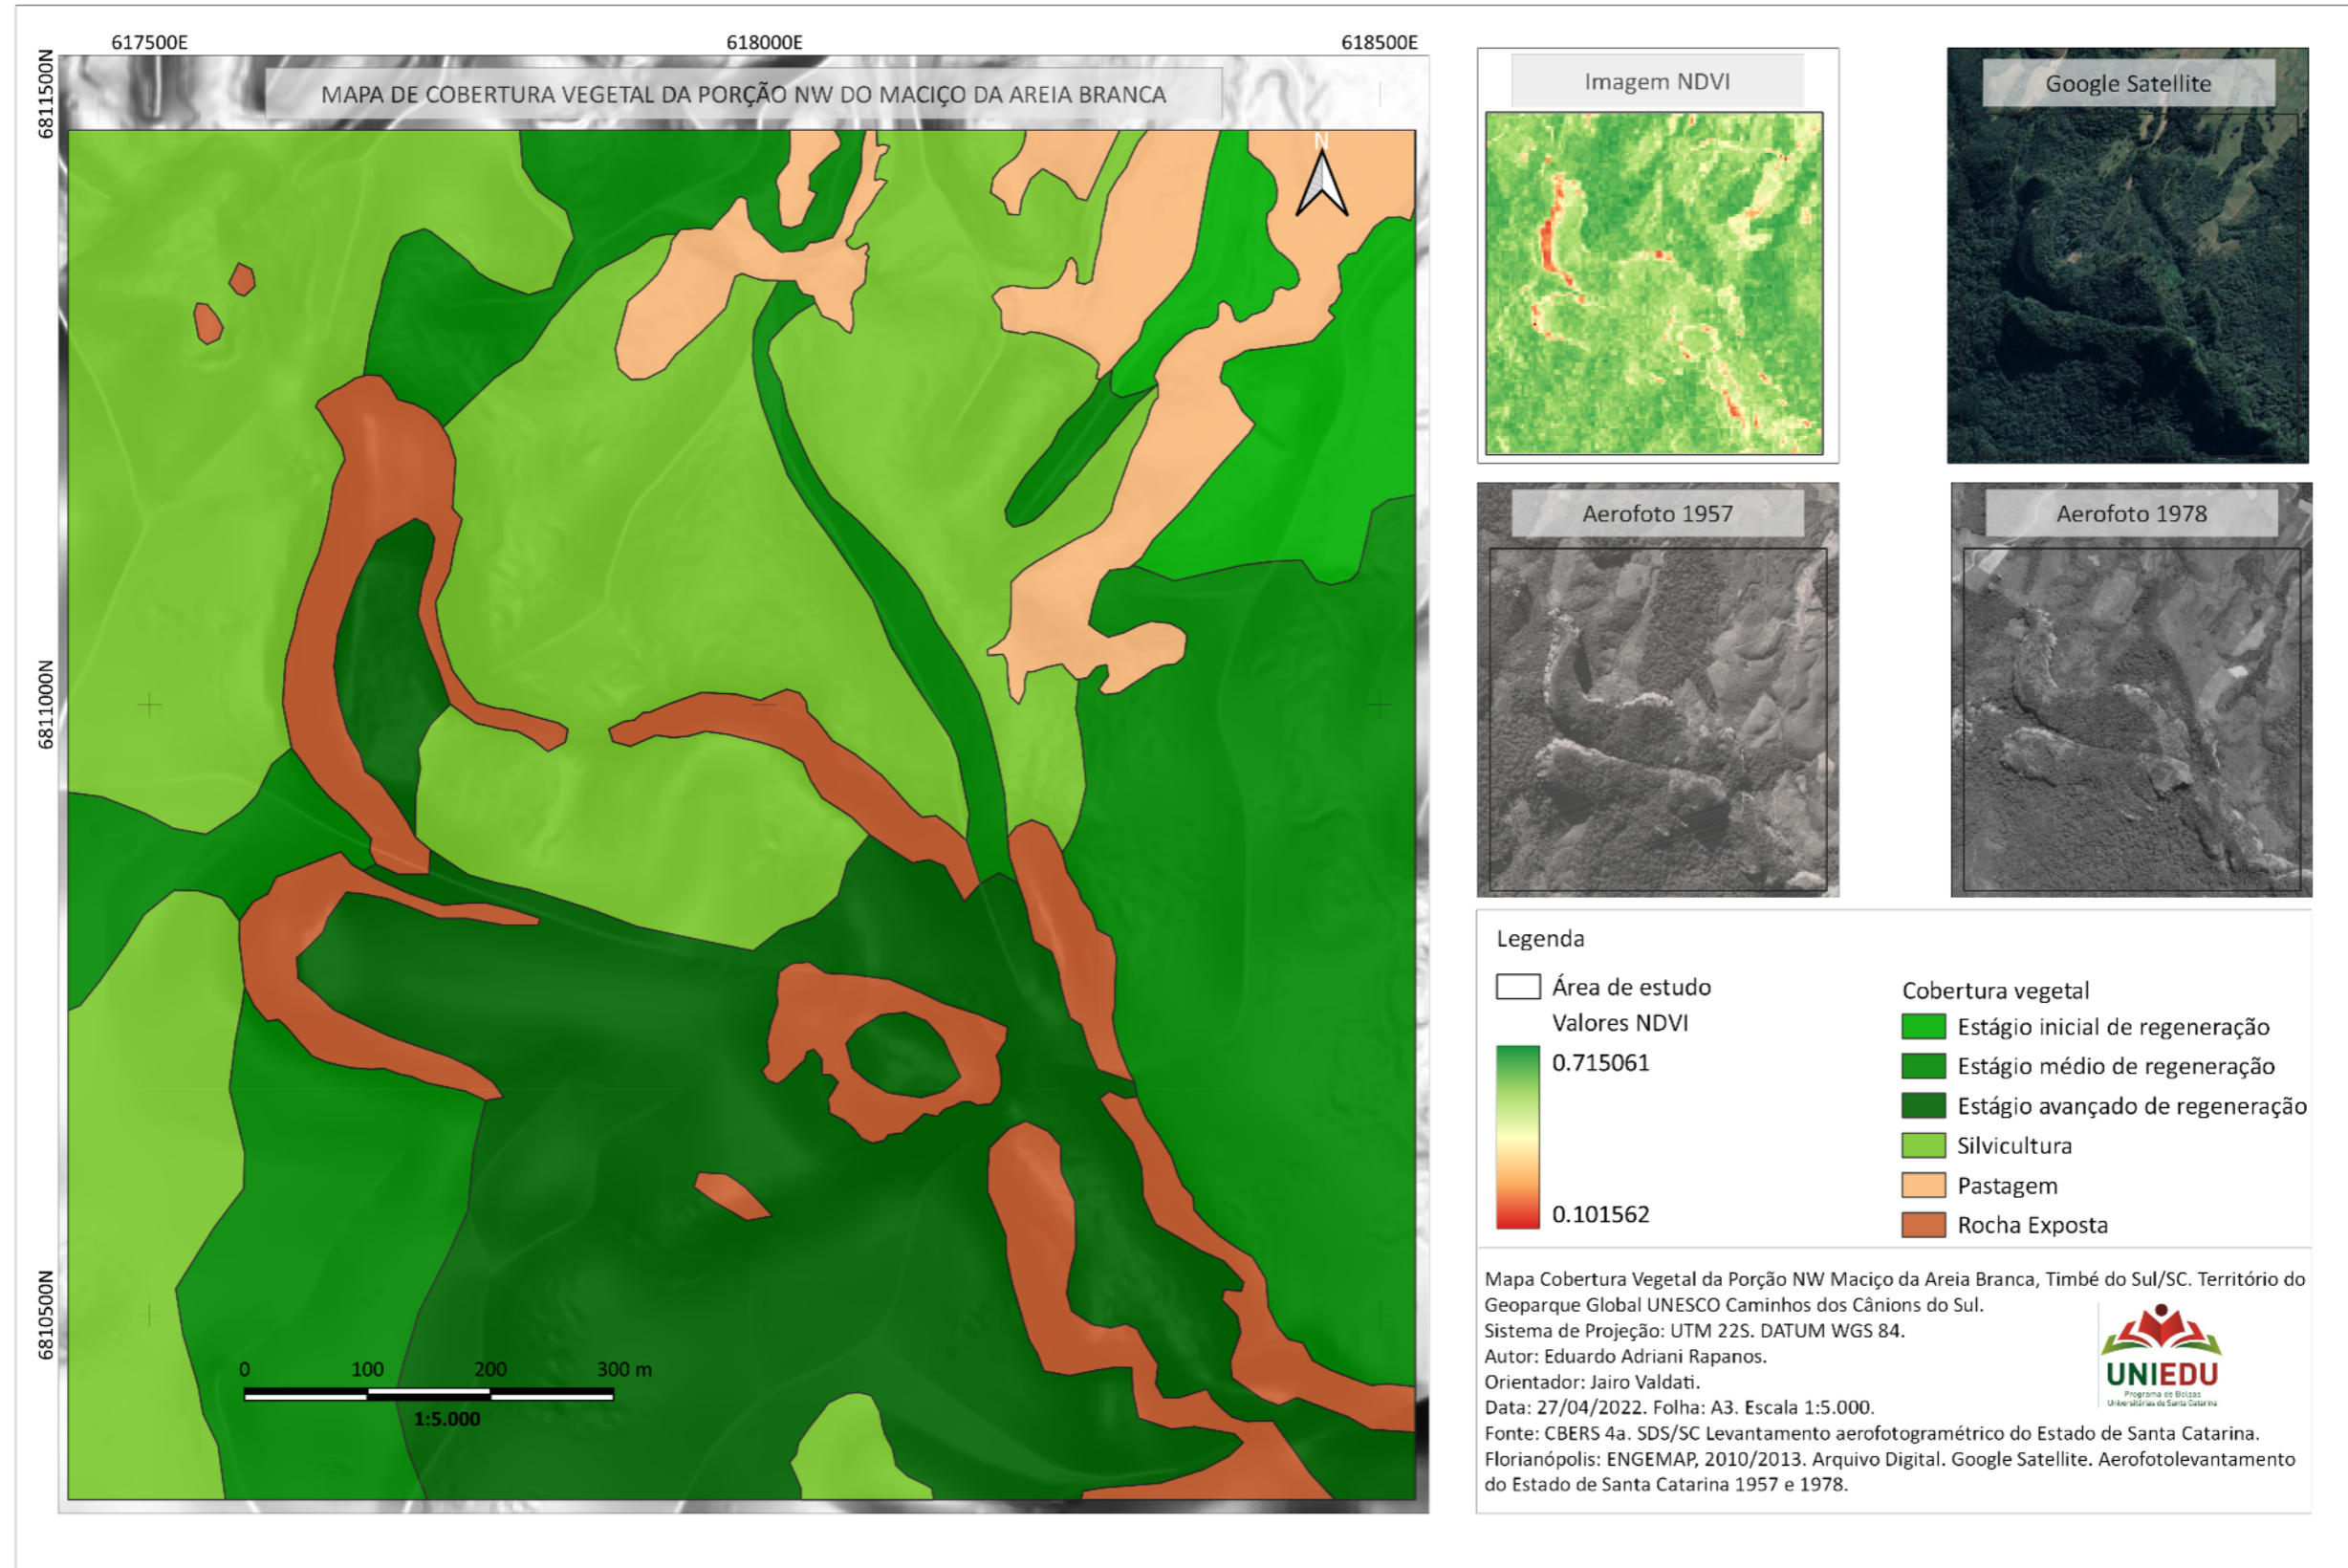 617500E
618000E
618500E
6811500N
6811000N
6810500N
MAPA DE COBERTURA VEGETAL DA PORÇÃO NW DO MACIÇO DA AREIA BRANCA
N
0 100 200 300 m
1:5.000
Imagem NDVI
Google Satellite
Aerofoto 1957
Aerofoto 1978
Legenda
Área de estudo
Valores NDVI
0.715061
0.101562
Cobertura vegetal
Estágio inicial de regeneração
Estágio médio de regeneração
Estágio avançado de regeneração
Silvicultura
Pastagem
Rocha Exposta
Mapa Cobertura Vegetal da Porção NW Maciço da Areia Branca, Timbé do Sul/SC. Território do
Geoparque Global UNESCO Caminhos dos Cânions do Sul.
Sistema de Projeção: UTM 22S. DATUM WGS 84.
Autor: Eduardo Adriani Rapanos.
Orientador: Jairo Valdati.
Data: 27/04/2022. Folha: A3. Escala 1:5.000.
Fonte: CBERS 4a. SDS/SC Levantamento aerofotogramétrico do Estado de Santa Catarina.
Florianópolis: ENGEMAP, 2010/2013. Arquivo Digital. Google Satellite. Aerofotolevantamento
do Estado de Santa Catarina 1957 e 1978.
UNIEDU
Programa de Bolsas
Universitárias de Santa Catarina